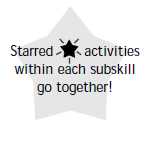 Starred activities
within each subskill
go together!